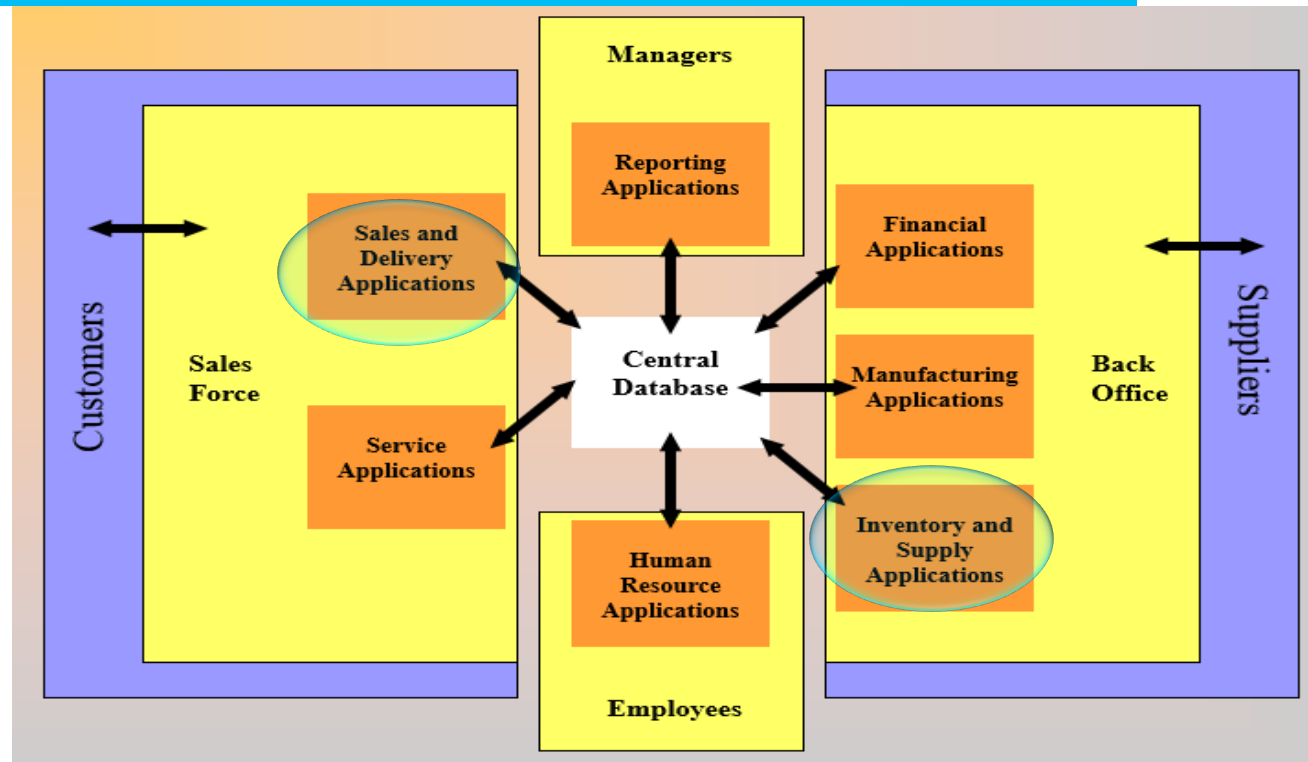 Managers
Reporting
Applications
Customers
Sales
Force
Sales and
Delivery
Applications
Service
Applications
Central
Database
Financial
Applications
Manufacturing
Applications
Inventory and
Supply
Applications
Back
Office
Suppliers
Human
Resource
Applications
Employees